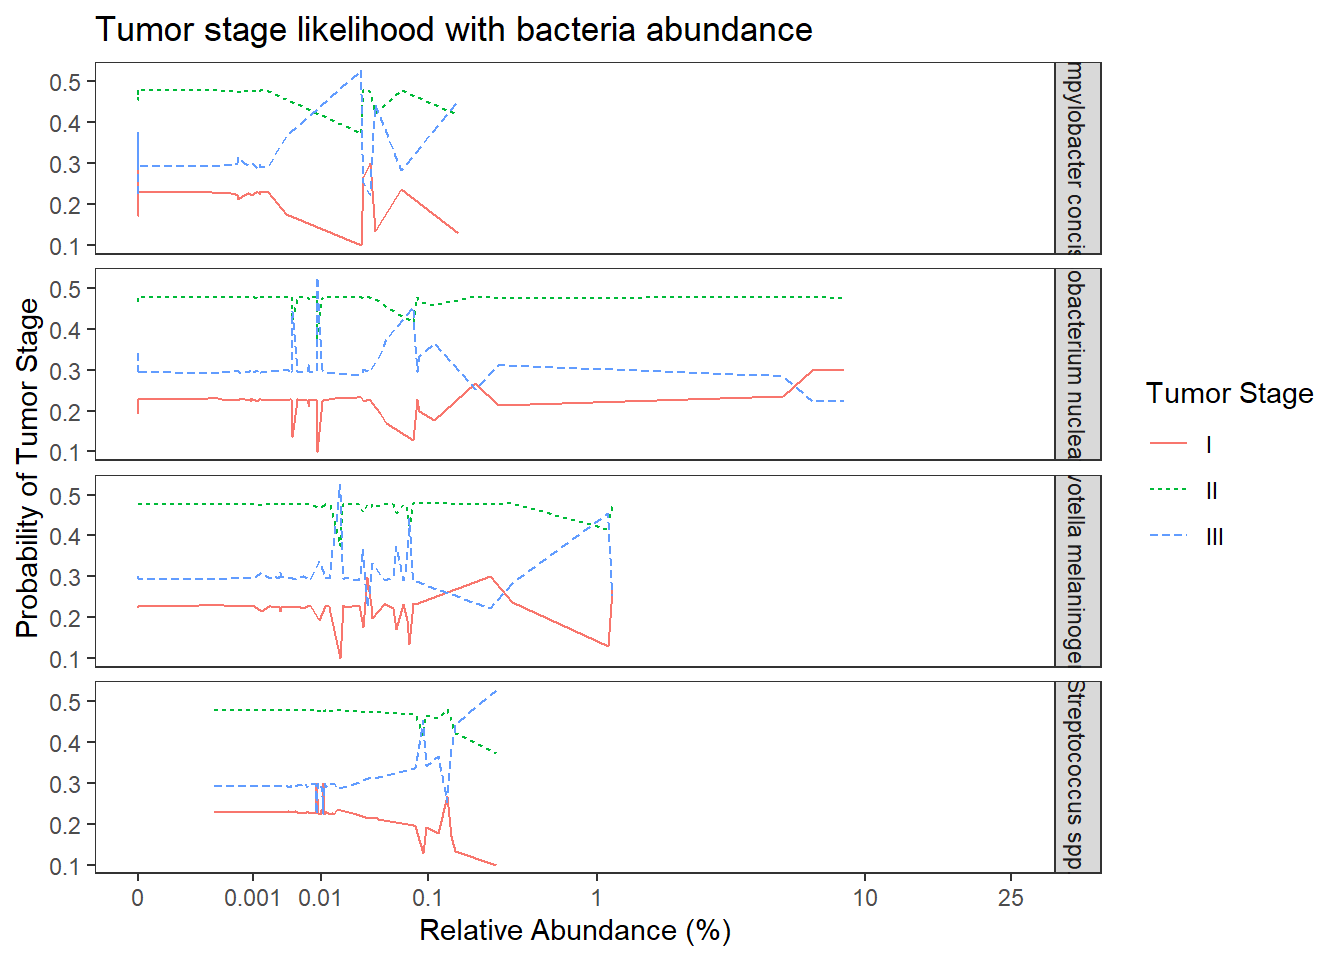 Tumor stage likelihood with bacteria abundance
Probability of Tumor Stage
0.5
0.4
0.3
0.2
0.1
mpylobacter concis
0.5
0.4
0.3
0.2
0.1
obacterium nuclea
0.5
0.4
0.3
0.2
0.1
votella melaninoge
0.5
0.4
0.3
0.2
0.1
Streptococcus spp
0 0.001 0.01 0.1 1 10 25
Relative Abundance (%)
Tumor Stage
I
II
III